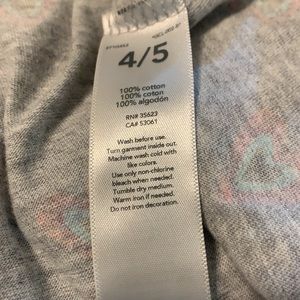 4/5
100% cotton
100% coton
100% algodón
RN# 35623
CA# 53061
Wash before use.
Turn garment inside out.
Machine wash cold with
like colors.
Use only non-chlorine
bleach when needed.
Tumble dry medium.
Warm iron if needed.
Do not iron decoration.